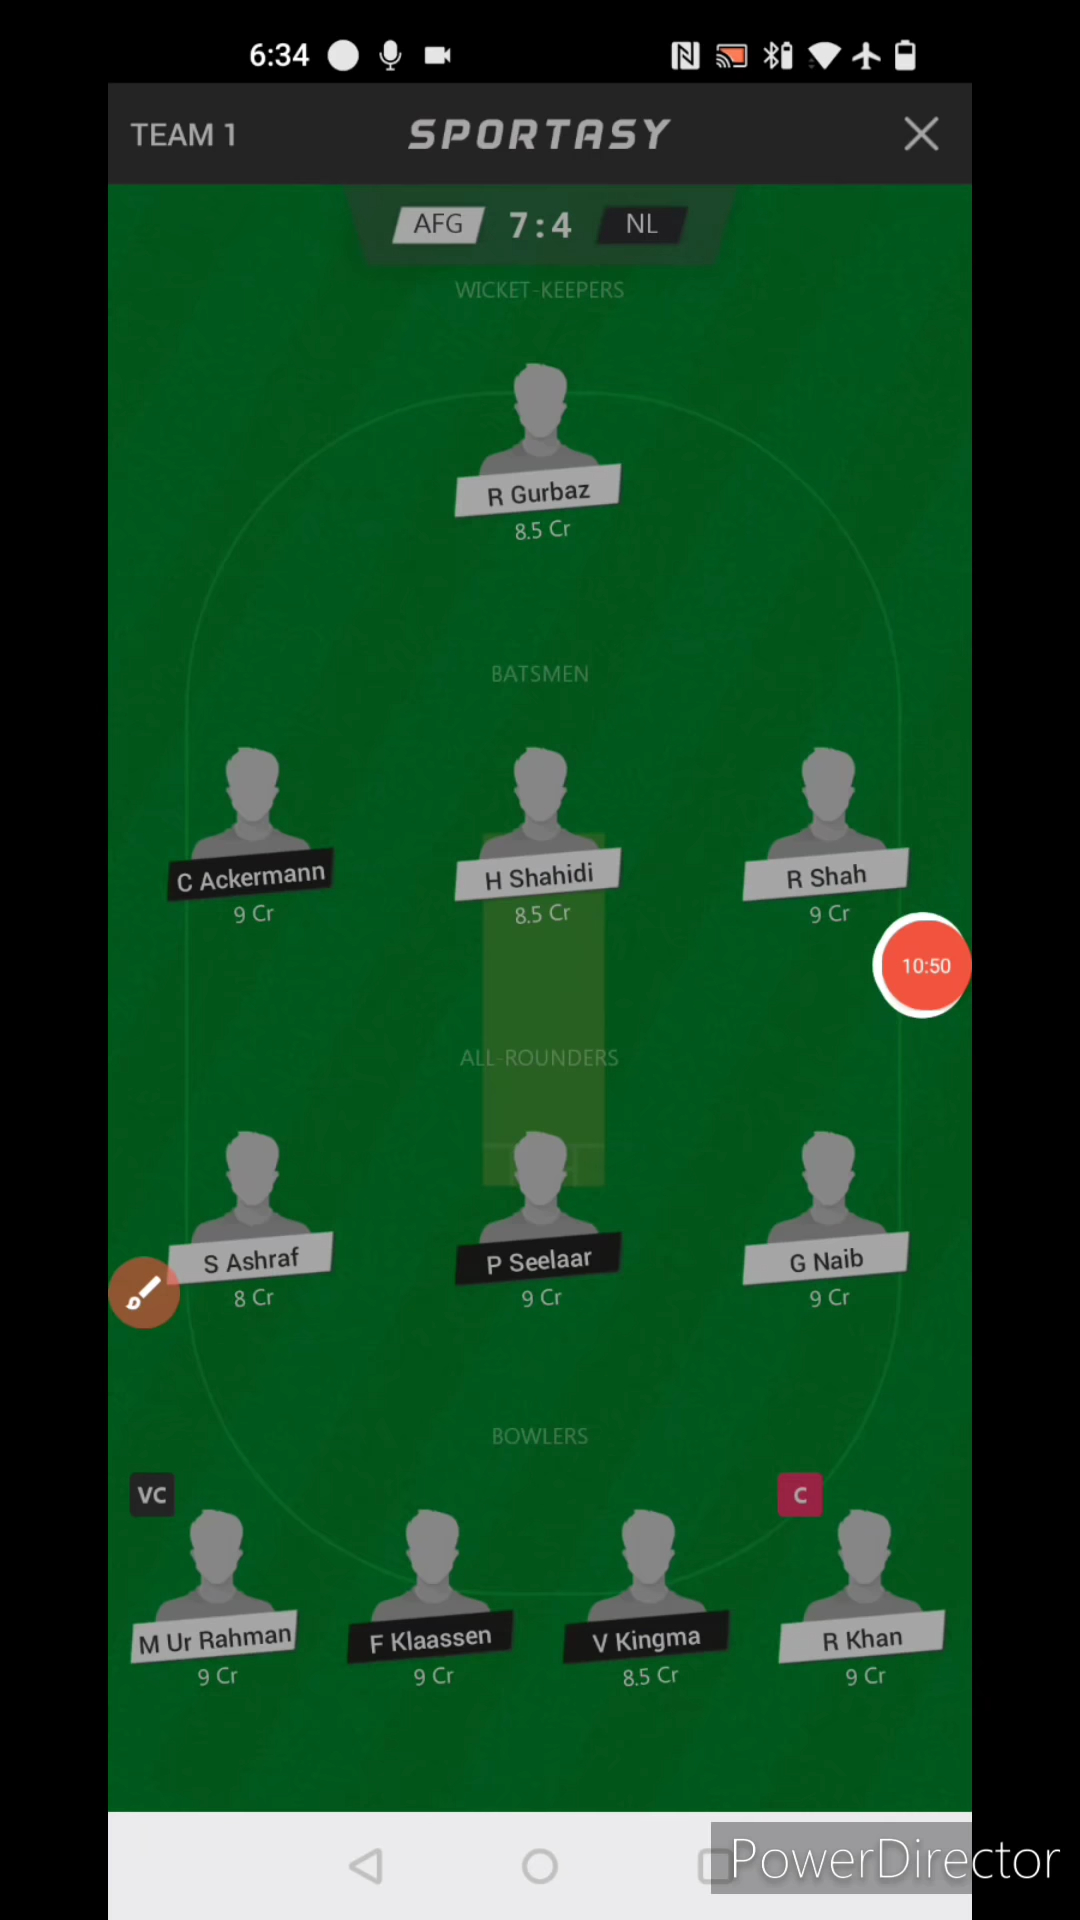 6:34
TEAM 1 SPORTASY
AFG 7:4 NL
WICKET-KEEPERS
R Gurbaz
8.5 Cr
BATSMEN
C Ackermann H Shahidi R Shah
9 Cr 8.5 Cr 9 Cr
10:50
ALL-ROUNDERS
S Ashraf P Seelaar G Naib
8 Cr 9 Cr 9 Cr
BOWLERS
VC C
M Ur Rahman F Klaassen V Kingma R Khan
9 Cr 9 Cr 8.5 Cr 9 Cr
PowerDirector